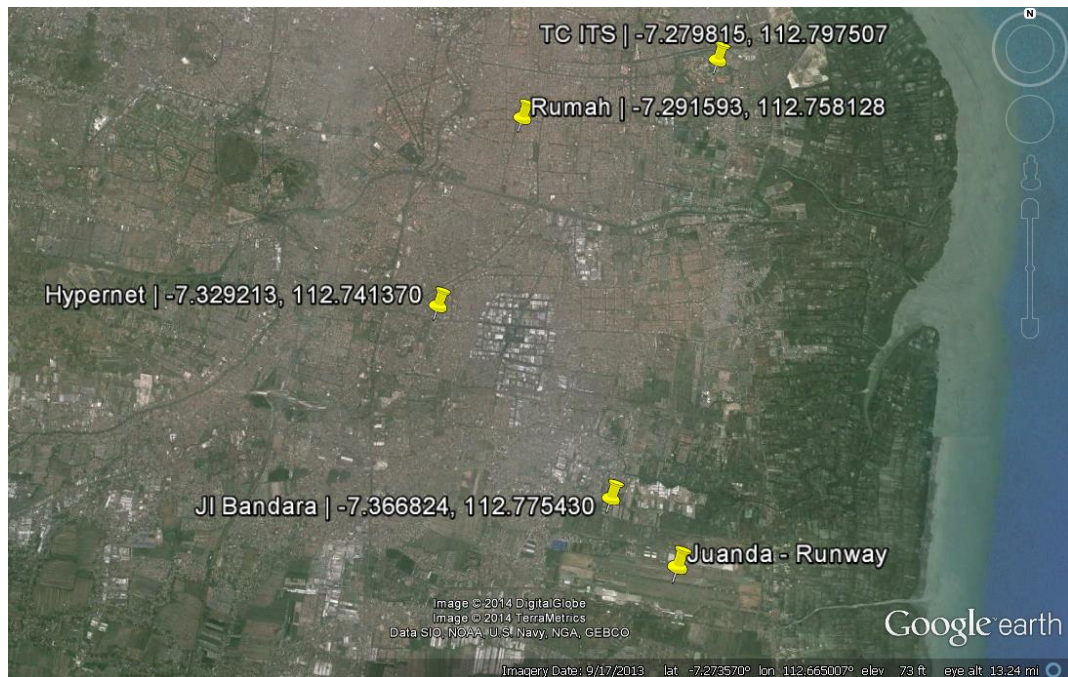 N
TC ITS | -7.279815, 112.797507
Rumah | -7.291593, 112.758128
Hypernet | -7.329213, 112.741370
Jl Bandara | -7.366824, 112.775430
Juanda - Runway
Image © 2014 DigitalGlobe
Image © 2014 TerraMetrics
Data SIO, NOAA, U.S. Navy, NGA, GEBCO
Google earth
Imagery Date: 9/17/2013 lat -7.273570° lon 112.665007° elev 73 ft eye alt 13.24 mi